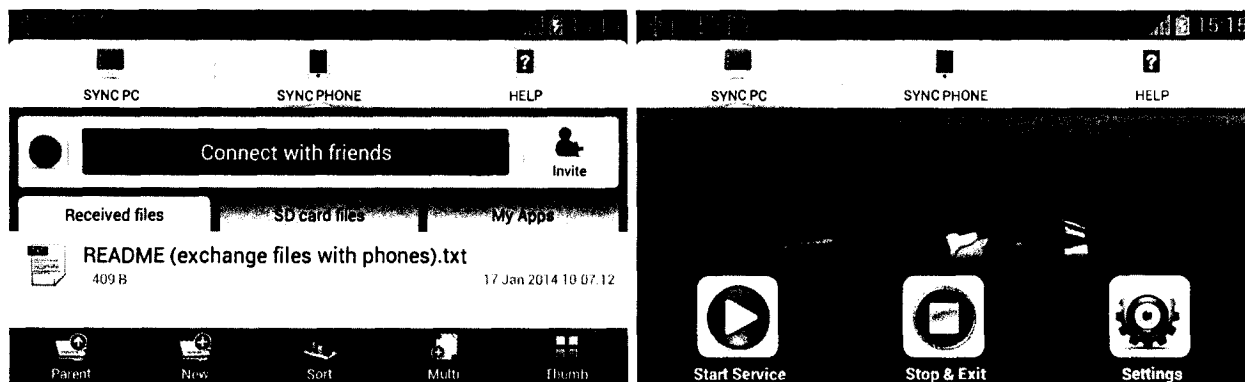 SYNC PC SYNC PHONE HELP
Connect with friends
Invite
Received files SD card files My Apps
README (exchange files with phones).txt
409 B 17 Jan 2014 10:07:12
Parent New Sort Multi Thumb
15:15
SYNC PC SYNC PHONE HELP
Start Service Stop & Exit Settings